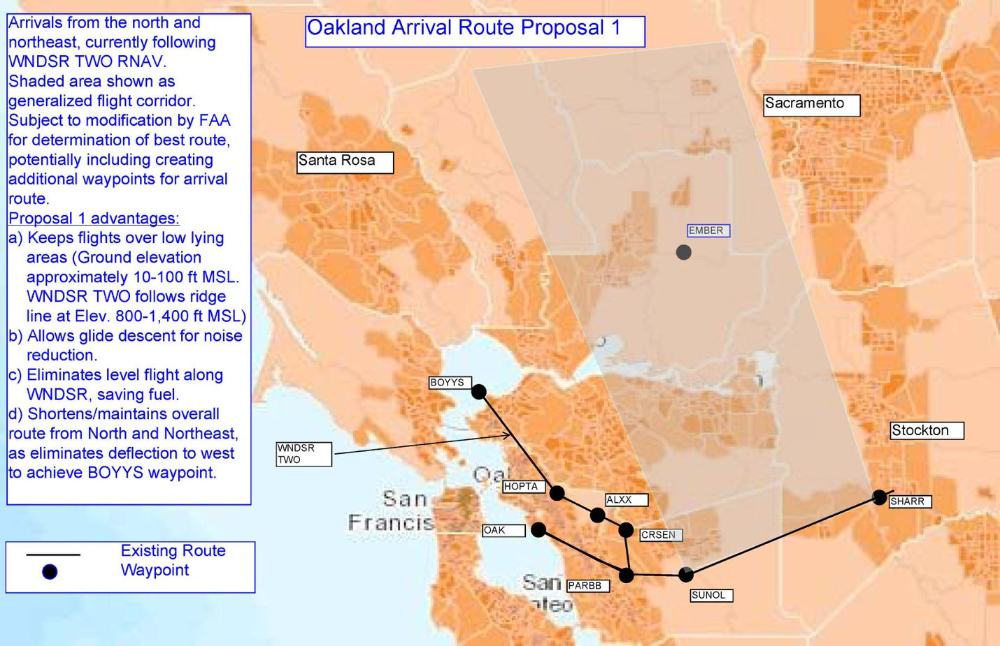 Arrivals from the north and
northeast, currently following
WNDSR TWO RNAV.
Shaded area shown as
generalized flight corridor.
Subject to modification by FAA
for determination of best route,
potentially including creating
additional waypoints for arrival
route.
Proposal 1 advantages:
a) Keeps flights over low lying
areas (Ground elevation
approximately 10-100 ft MSL.
WNDSR TWO follows ridge
line at Elev. 800-1,400 ft MSL)
b) Allows glide descent for noise
reduction.
c) Eliminates level flight along
WNDSR, saving fuel.
d) Shortens/maintains overall
route from North and Northeast,
as eliminates deflection to west
to achieve BOYYS waypoint.
Existing Route
Waypoint
Oakland Arrival Route Proposal 1
Sacramento
Santa Rosa
EMBER
BOYYS
Stockton
WNDSR
TWO
Oal
HOPTA
San
Francis
ALXX
SHARR
OAK
CRSEN
San
ateo
PARBB
SUNOL